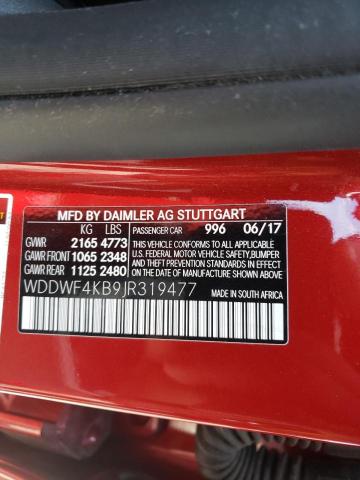 MFD BY DAIMLER AG STUTTGART
KG LBS PASSENGER CAR 996 06/17
GVWR 2165 4773
GAWR FRONT 1065 2348
GAWR REAR 1125 2480
THIS VEHICLE CONFORMS TO ALL APPLICABLE
U.S. FEDERAL MOTOR VEHICLE SAFETY,BUMPER
AND THEFT PREVENTION STANDARDS IN EFFECT
ON THE DATE OF MANUFACTURE SHOWN ABOVE.
WDDWF4KB9JR319477 MADE IN SOUTH AFRICA